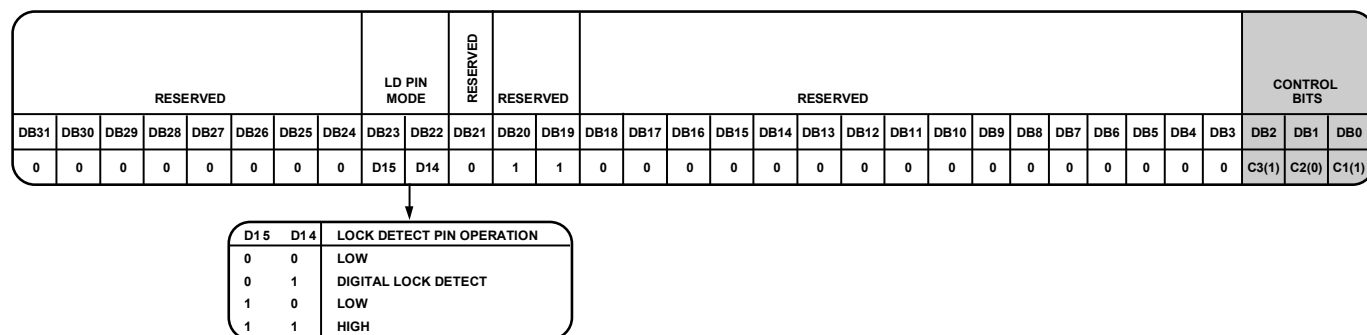 RESERVED LD PIN MODE RESERVED RESERVED RESERVED CONTROL BITS
DB31 DB30 DB29 DB28 DB27 DB26 DB25 DB24 DB23 DB22 DB21 DB20 DB19 DB18 DB17 DB16 DB15 DB14 DB13 DB12 DB11 DB10 DB9 DB8 DB7 DB6 DB5 DB4 DB3 DB2 DB1 DB0
0 0 0 0 0 0 0 0 D15 D14 0 1 1 0 0 0 0 0 0 0 0 0 0 0 0 0 0 0 0 C3(1) C2(0) C1(1)
D15 D14 LOCK DETECT PIN OPERATION
0 0 LOW
0 1 DIGITAL LOCK DETECT
1 0 LOW
1 1 HIGH